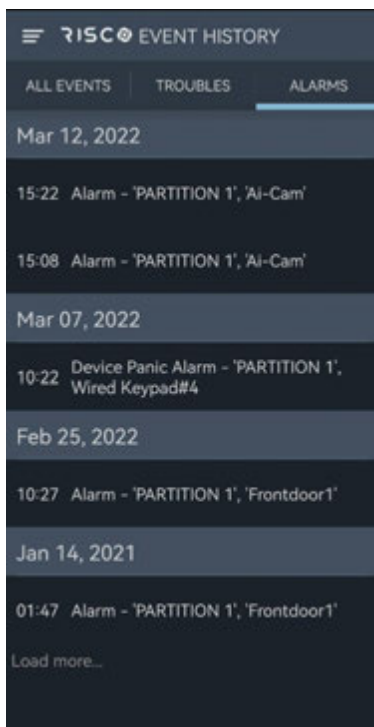 RISCO EVENT HISTORY
ALL EVENTS TROUBLES ALARMS
Mar 12, 2022
15:22 Alarm - 'PARTITION 1', 'Ai-Cam'
15:08 Alarm - 'PARTITION 1', 'Ai-Cam'
Mar 07, 2022
10:22 Device Panic Alarm - 'PARTITION 1',
Wired Keypad#4
Feb 25, 2022
10:27 Alarm - 'PARTITION 1', 'Frontdoor1'
Jan 14, 2021
01:47 Alarm - 'PARTITION 1', 'Frontdoor1'
Load more...